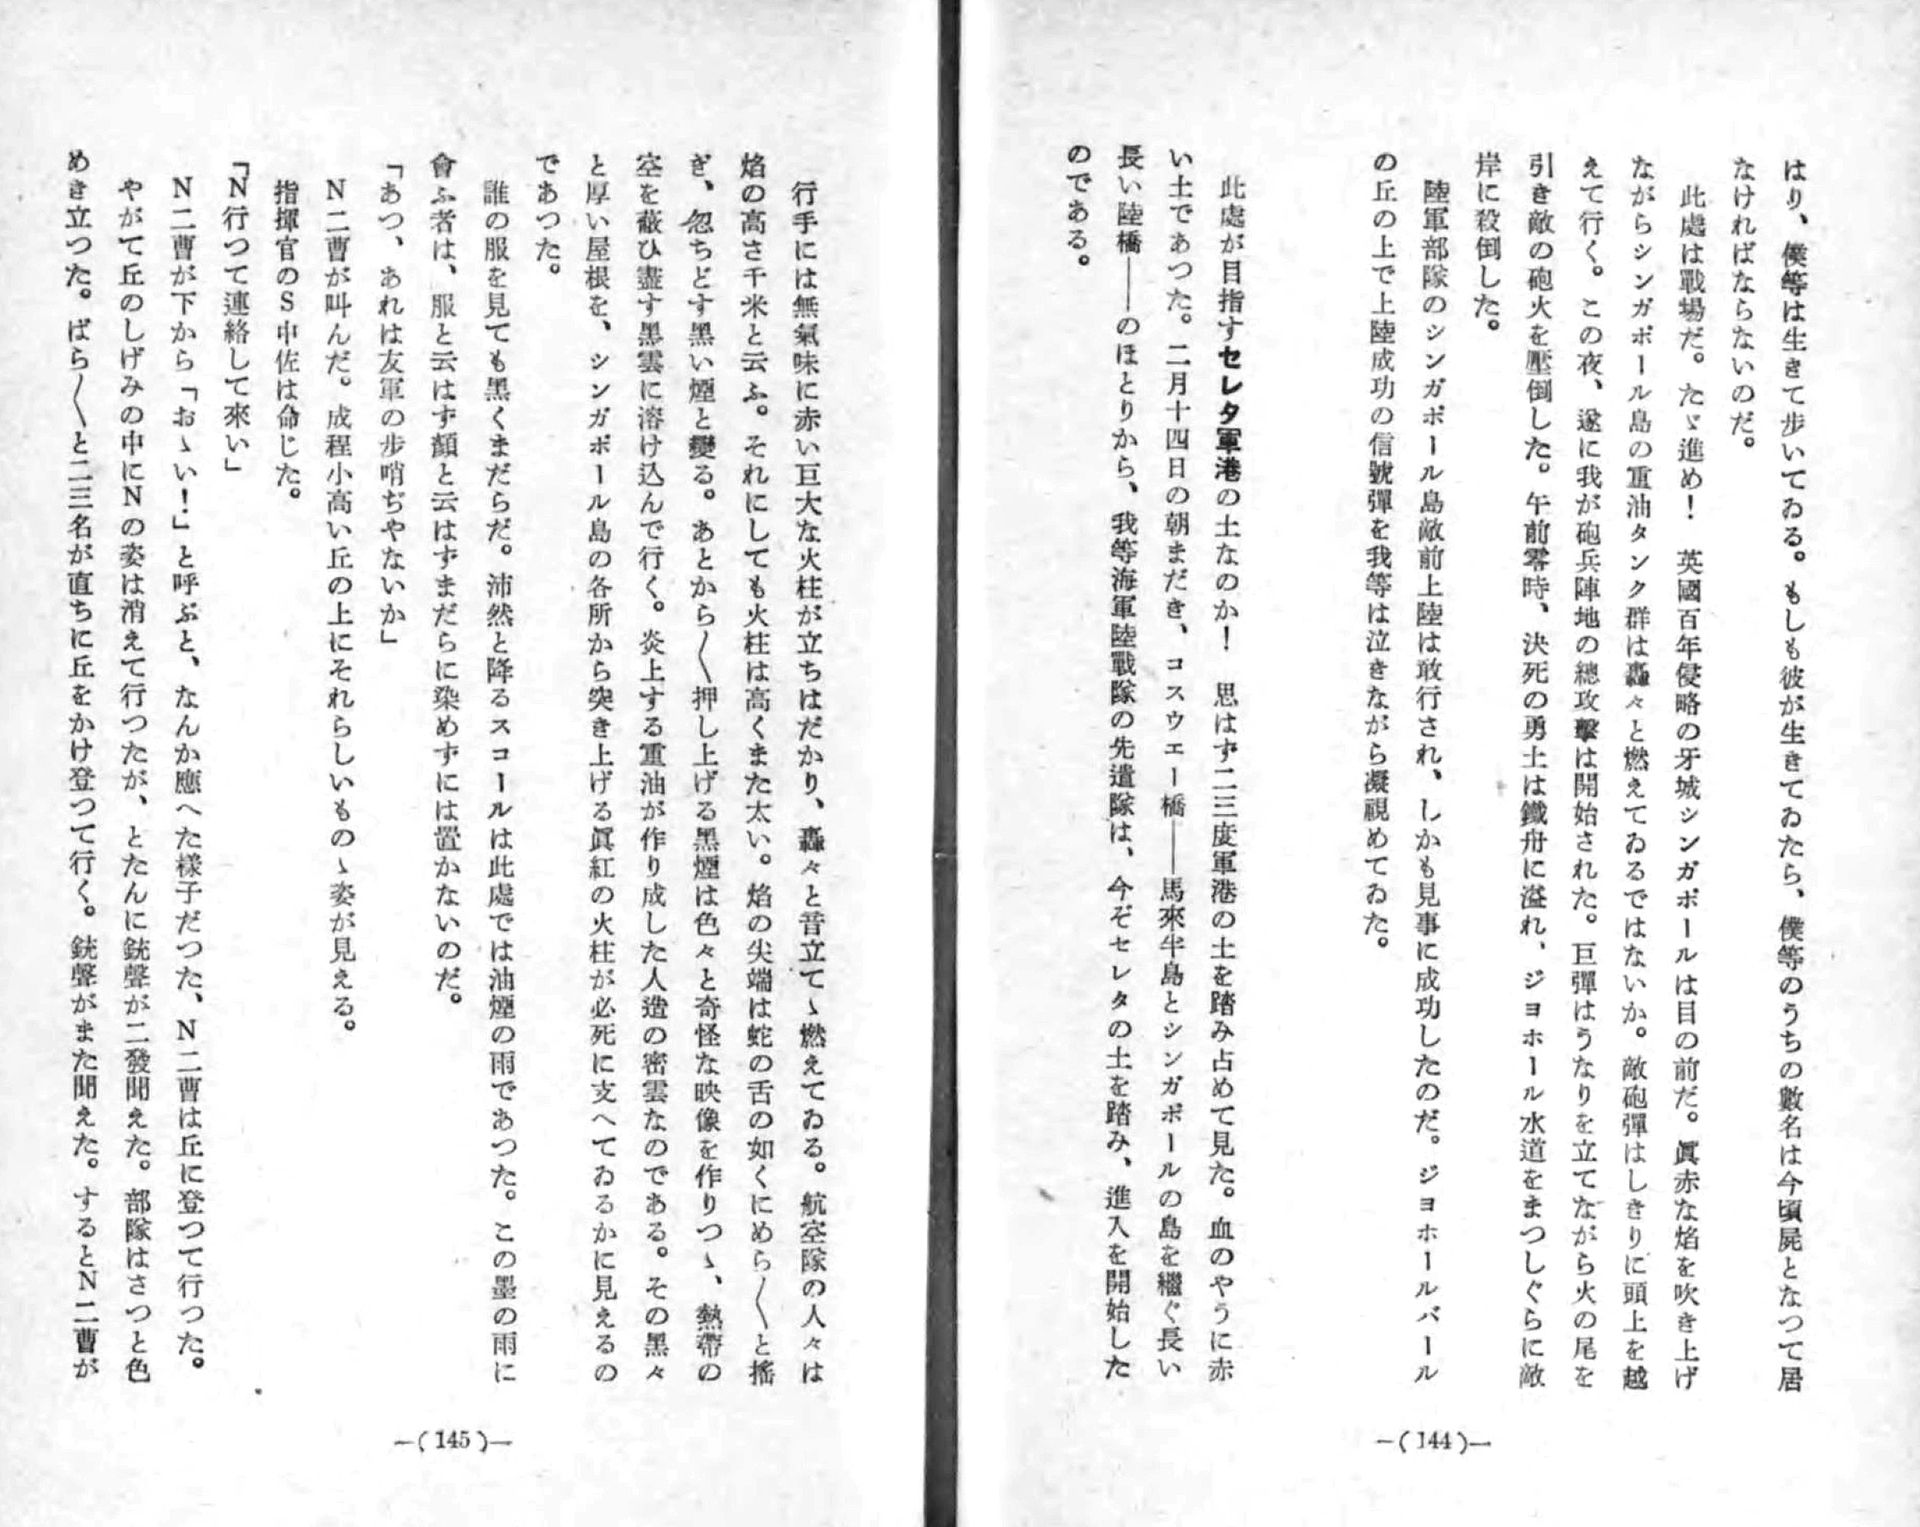 はり、僕等は生きて歩いてゐる。もしも彼が生きてゐたら、僕等のうちの數名は今頃屍となつて居
なければならないのだ。
此處は戰場だ。たゞ進め！　英國百年侵略の牙城シンガポールは目の前だ。眞赤な焰を吹き上げ
ながらシンガポール島の重油タンク群は轟々と燃えてゐるではないか。敵砲彈はしきりに頭上を越
えて行く。この夜、遂に我が砲兵陣地の總攻擊は開始された。巨彈はうなりを立てながら火の尾を
引き敵の砲火を壓倒した。午前零時、決死の勇士は鐵舟に溢れ、ジヨホール水道をまつしぐらに敵
岸に殺倒した。
陸軍部隊のシンガポール島敵前上陸は敢行され、しかも見事に成功したのだ。ジヨホールバール
の丘の上で上陸成功の信號彈を我等は泣きながら凝視めてゐた。
此處が目指すセレタ軍港の土なのか！　思はず二三度軍港の土を踏み占めて見た。血のやうに赤
い土であつた。二月十四日の朝まだき、コスウエー橋――馬來半島とシンガポールの島を繼ぐ長い
長い陸橋――のほとりから、我等海軍陸戰隊の先遣隊は、今ぞセレタの土を踏み、進入を開始した
のである。
―( 144 )―
行手には無氣味に赤い巨大な火柱が立ちはだかり、轟々と音立てゝ燃えてゐる。航空隊の人々は
焰の高さ千米と云ふ。それにしても火柱は高くまた太い。焰の尖端は蛇の舌の如くにめら〱と搖
ぎ、忽ちどす黑い煙と變る。あとから〱押し上げる黑煙は色々と奇怪な映像を作りつゝ、熱帶の
空を蔽ひ盡す黑雲に溶け込んで行く。炎上する重油が作り成した人造の密雲なのである。その黑々
と厚い屋根を、シンガポール島の各所から突き上げる眞紅の火柱が必死に支へてゐるかに見えるの
であつた。
誰の服を見ても黑くまだらだ。沛然と降るスコールは此處では油煙の雨であつた。この墨の雨に
會ふ者は、服と云はず顏と云はずまだらに染めずには置かないのだ。
「あつ、あれは友軍の步哨ぢやないか」
N二曹が叫んだ。成程小高い丘の上にそれらしいものゝ姿が見える。
指揮官のS中佐は命じた。
「N行つて連絡して來い」
N二曹が下から「おゝい！」と呼ぶと、なんか應へた樣子だつた、N二曹は丘に登つて行つた。
やがて丘のしげみの中にNの姿は消えて行つたが、とたんに銃聲が二發聞えた。部隊はさつと色
めき立つた。ばら〱と二三名が直ちに丘をかけ登つて行く。銃聲がまた聞えた。するとN二曹が
―( 145 )―